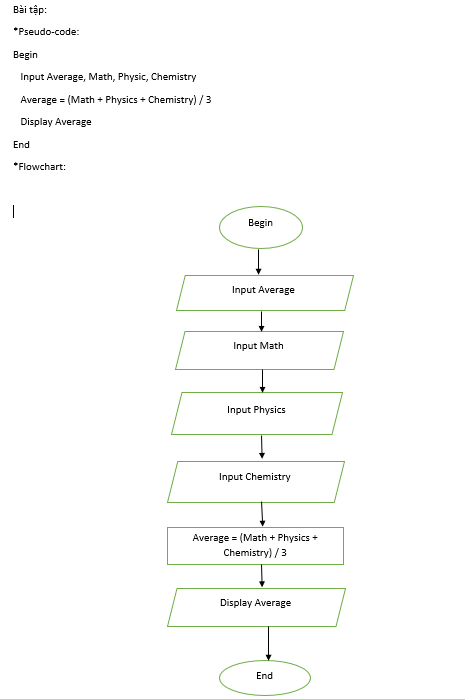 Bài tập:
*Pseudo-code:
Begin
Input Average, Math, Physic, Chemistry
Average = (Math + Physics + Chemistry) / 3
Display Average
End
*Flowchart:
Begin
Input Average
Input Math
Input Physics
Input Chemistry
Average = (Math + Physics +
Chemistry) / 3
Display Average
End